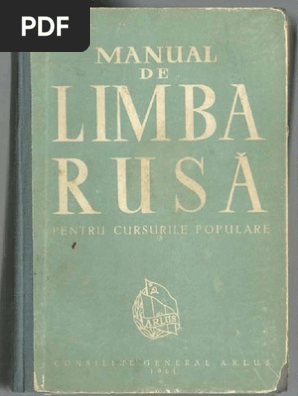 PDF
MANUAL
DE
LIMBA
RUSĂ
PENTRU CURSURILE POPULARE
ARLUS
CONSILIUL GENERAL A.R.L.U.S.